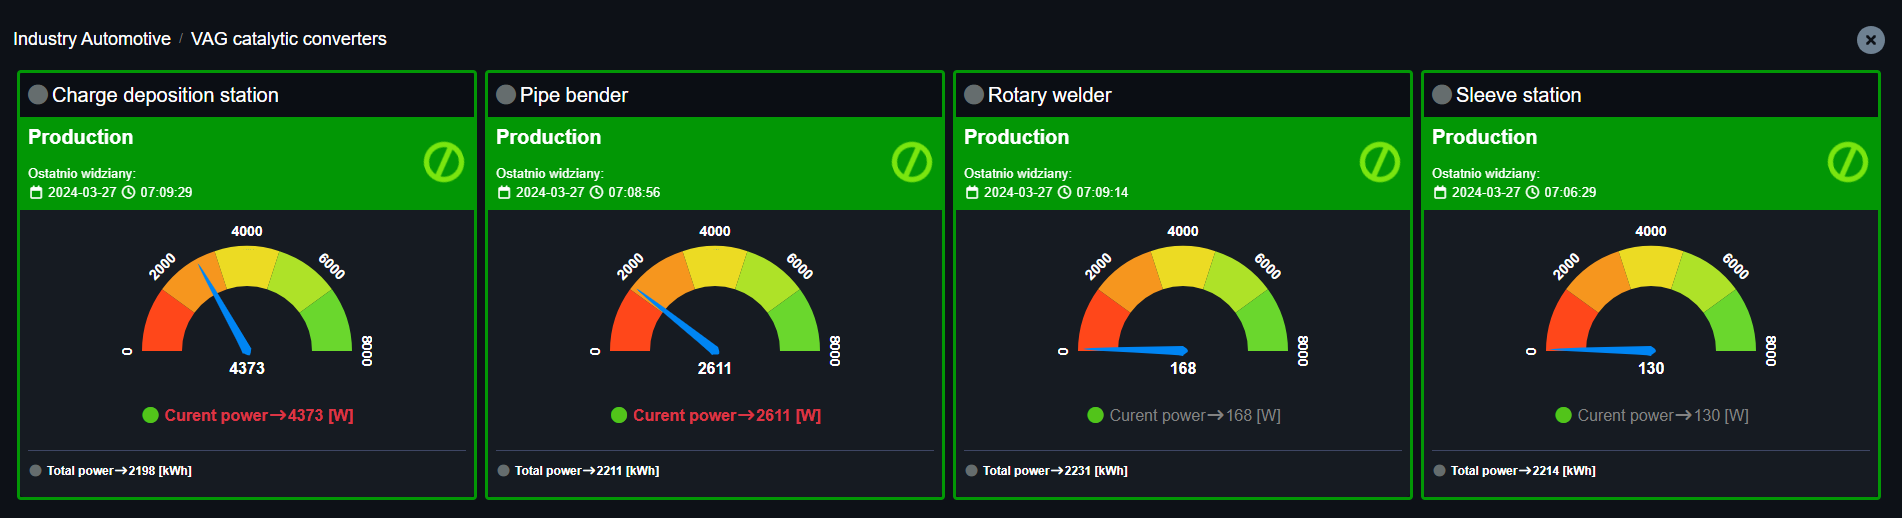 Industry Automotive / VAG catalytic converters
Charge deposition station
Production
Ostatnio widziany:
2024-03-27 07:09:29
0
2000
4000
6000
8000
4373
Curent power→4373 [W]
Total power→2198 [kWh]
Pipe bender
Production
Ostatnio widziany:
2024-03-27 07:08:56
0
2000
4000
6000
8000
2611
Curent power→2611 [W]
Total power→2211 [kWh]
Rotary welder
Production
Ostatnio widziany:
2024-03-27 07:09:14
0
2000
4000
6000
8000
168
Curent power→168 [W]
Total power→2231 [kWh]
Sleeve station
Production
Ostatnio widziany:
2024-03-27 07:06:29
0
2000
4000
6000
8000
130
Curent power→130 [W]
Total power→2214 [kWh]